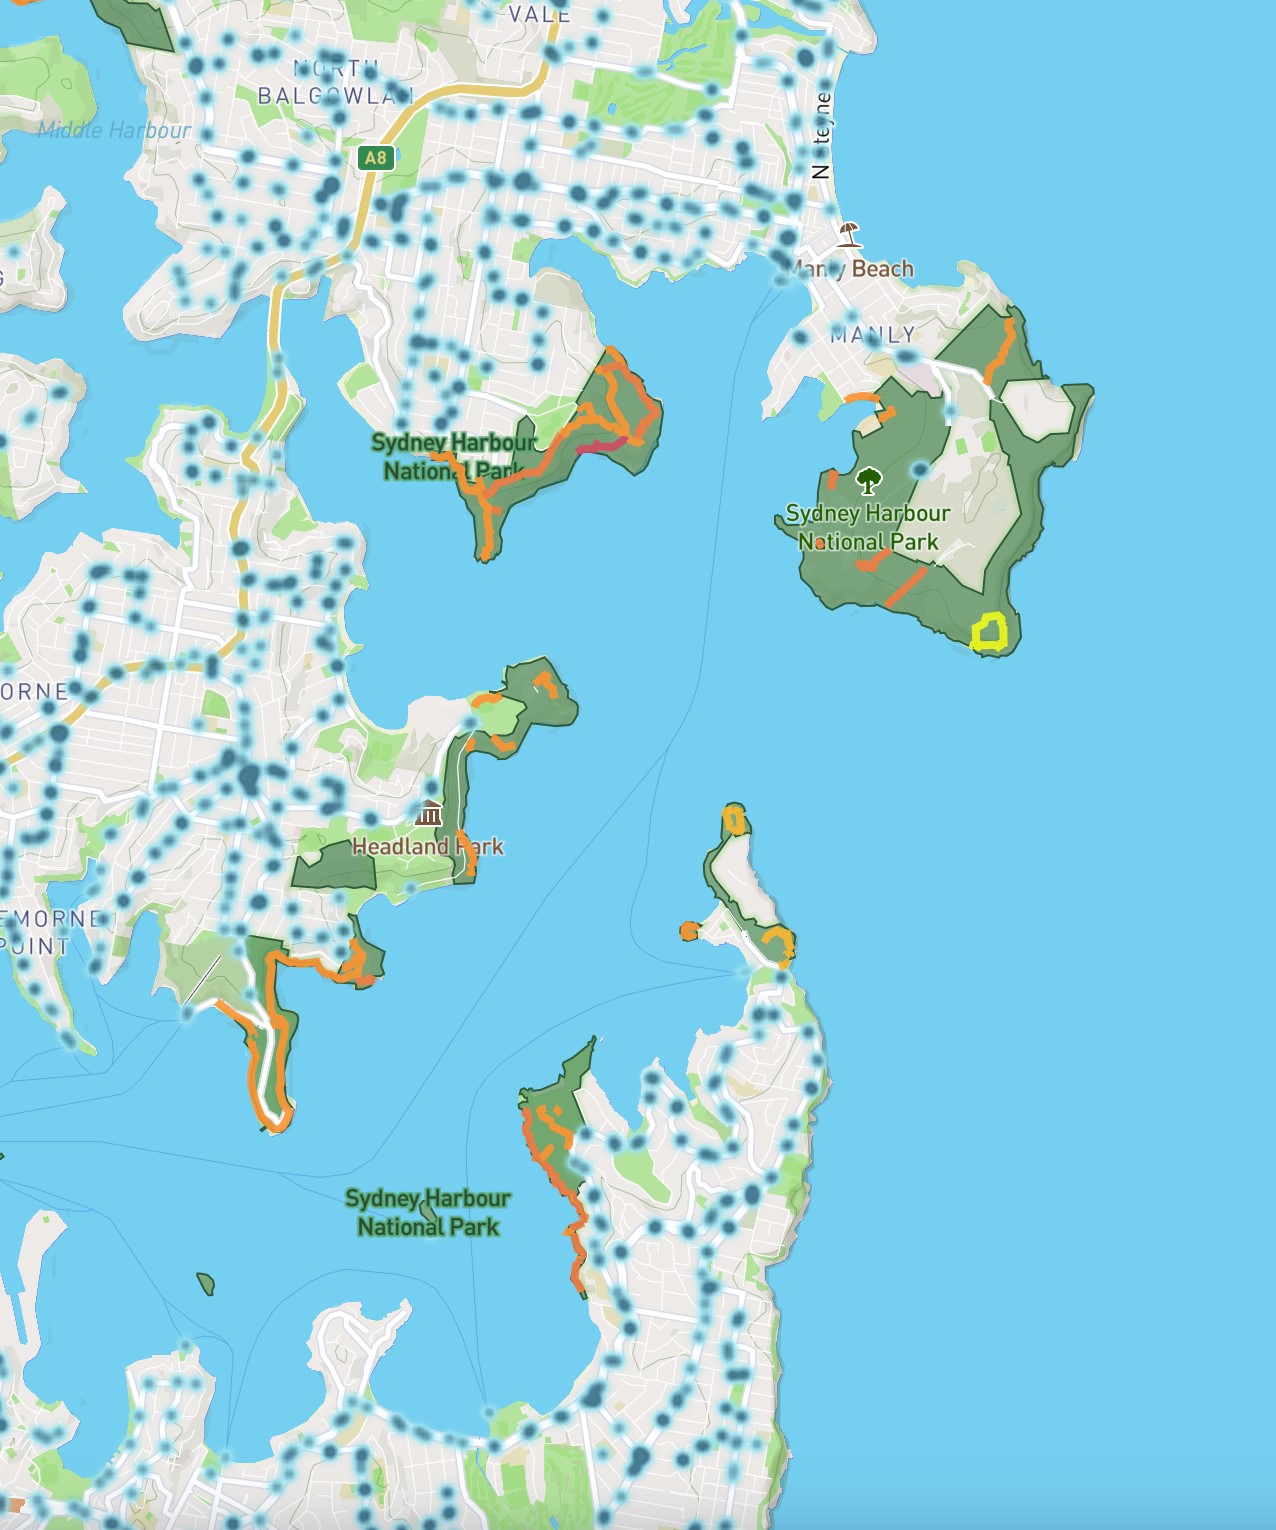 VALE
NORTH
BALGOWLAH
Middle Harbour
A8
N Steyne
Manly Beach
MANLY
Sydney Harbour
National Park
Sydney Harbour
National Park
ORNE
Headland Park
EMORNE
POINT
Sydney Harbour
National Park